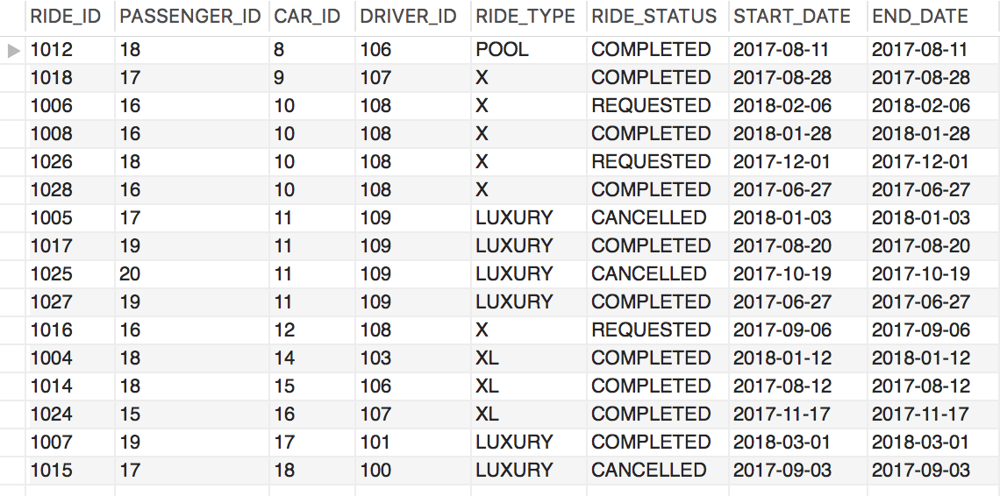 RIDE_ID PASSENGER_ID CAR_ID DRIVER_ID RIDE_TYPE RIDE_STATUS START_DATE END_DATE
1012 18 8 106 POOL COMPLETED 2017-08-11 2017-08-11
1018 17 9 107 X COMPLETED 2017-08-28 2017-08-28
1006 16 10 108 X REQUESTED 2018-02-06 2018-02-06
1008 16 10 108 X COMPLETED 2018-01-28 2018-01-28
1026 18 10 108 X REQUESTED 2017-12-01 2017-12-01
1028 16 10 108 X COMPLETED 2017-06-27 2017-06-27
1005 17 11 109 LUXURY CANCELLED 2018-01-03 2018-01-03
1017 19 11 109 LUXURY COMPLETED 2017-08-20 2017-08-20
1025 20 11 109 LUXURY CANCELLED 2017-10-19 2017-10-19
1027 19 11 109 LUXURY COMPLETED 2017-06-27 2017-06-27
1016 16 12 108 X REQUESTED 2017-09-06 2017-09-06
1004 18 14 103 XL COMPLETED 2018-01-12 2018-01-12
1014 18 15 106 XL COMPLETED 2017-08-12 2017-08-12
1024 15 16 107 XL COMPLETED 2017-11-17 2017-11-17
1007 19 17 101 LUXURY COMPLETED 2018-03-01 2018-03-01
1015 17 18 100 LUXURY CANCELLED 2017-09-03 2017-09-03